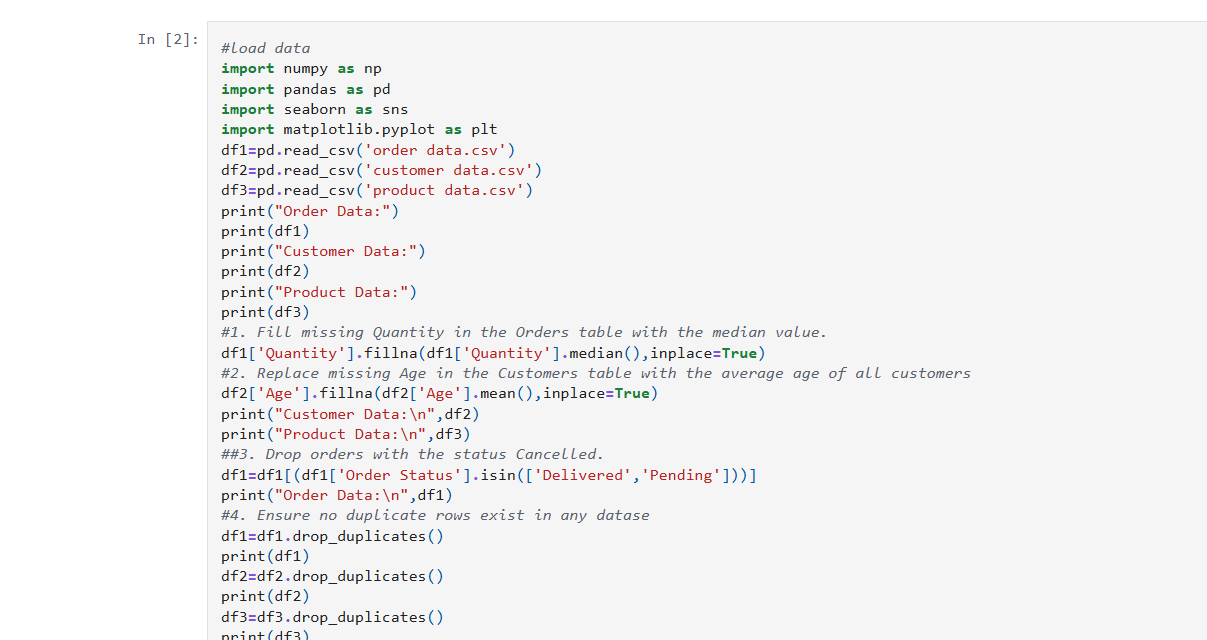 In [2]:
#load data
import numpy as np
import pandas as pd
import seaborn as sns
import matplotlib.pyplot as plt
df1=pd.read_csv('order data.csv')
df2=pd.read_csv('customer data.csv')
df3=pd.read_csv('product data.csv')
print("Order Data:")
print(df1)
print("Customer Data:")
print(df2)
print("Product Data:")
print(df3)
#1. Fill missing Quantity in the Orders table with the median value.
df1['Quantity'].fillna(df1['Quantity'].median(),inplace=True)
#2. Replace missing Age in the Customers table with the average age of all customers
df2['Age'].fillna(df2['Age'].mean(),inplace=True)
print("Customer Data:\n",df2)
print("Product Data:\n",df3)
##3. Drop orders with the status Cancelled.
df1=df1[(df1['Order Status'].isin(['Delivered','Pending']))]
print("Order Data:\n",df1)
#4. Ensure no duplicate rows exist in any datase
df1=df1.drop_duplicates()
print(df1)
df2=df2.drop_duplicates()
print(df2)
df3=df3.drop_duplicates()
print(df3)